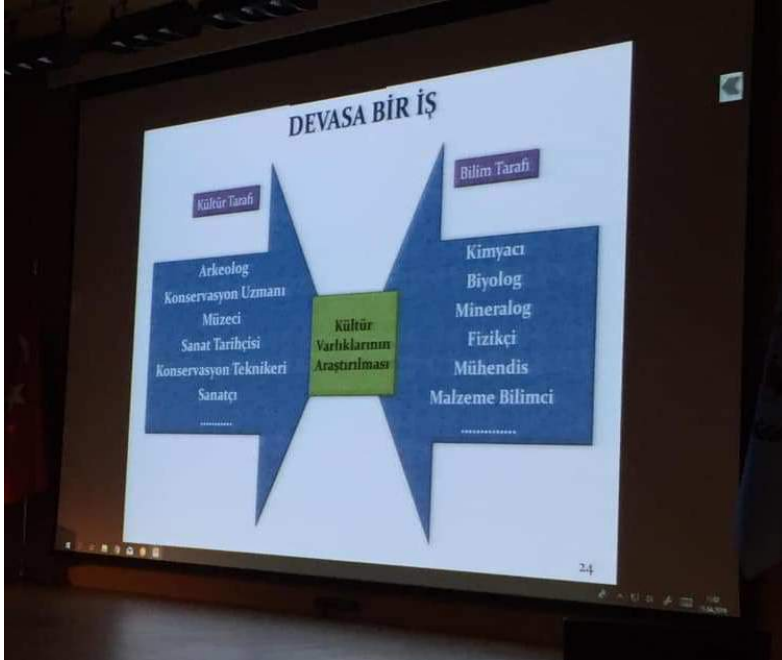 DEVASA BİR İŞ
Kültür Tarafı
Arkeolog
Konservasyon Uzmanı
Müzeci
Sanat Tarihçisi
Konservasyon Teknikeri
Sanatçı
...........
Kültür
Varlıklarının
Araştırılması
Bilim Tarafı
Kimyacı
Biyolog
Mineralog
Fizikçi
Mühendis
Malzeme Bilimci
..............
24